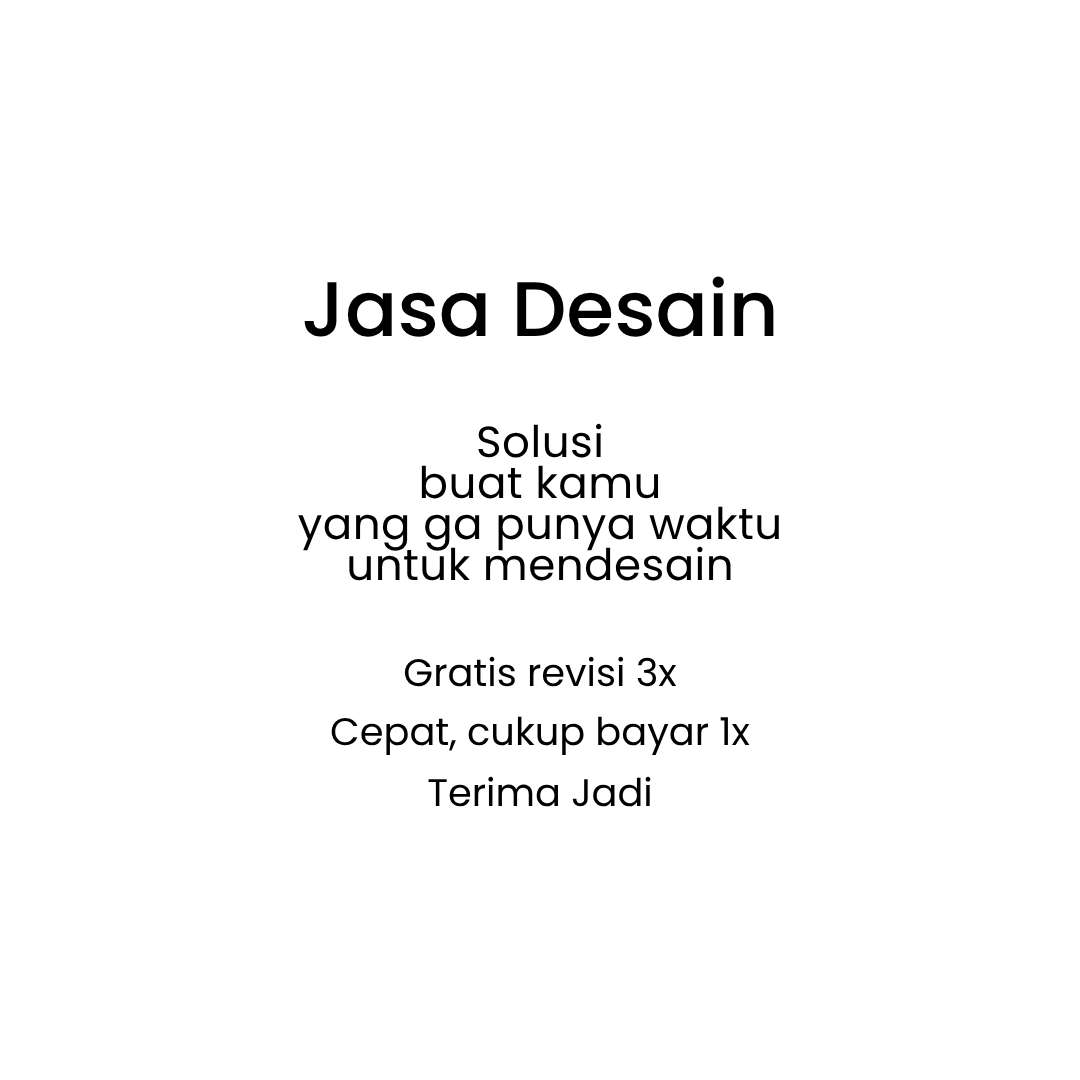 Jasa Desain
Solusi
buat kamu
yang ga punya waktu
untuk mendesain
Gratis revisi 3x
Cepat, cukup bayar 1x
Terima Jadi